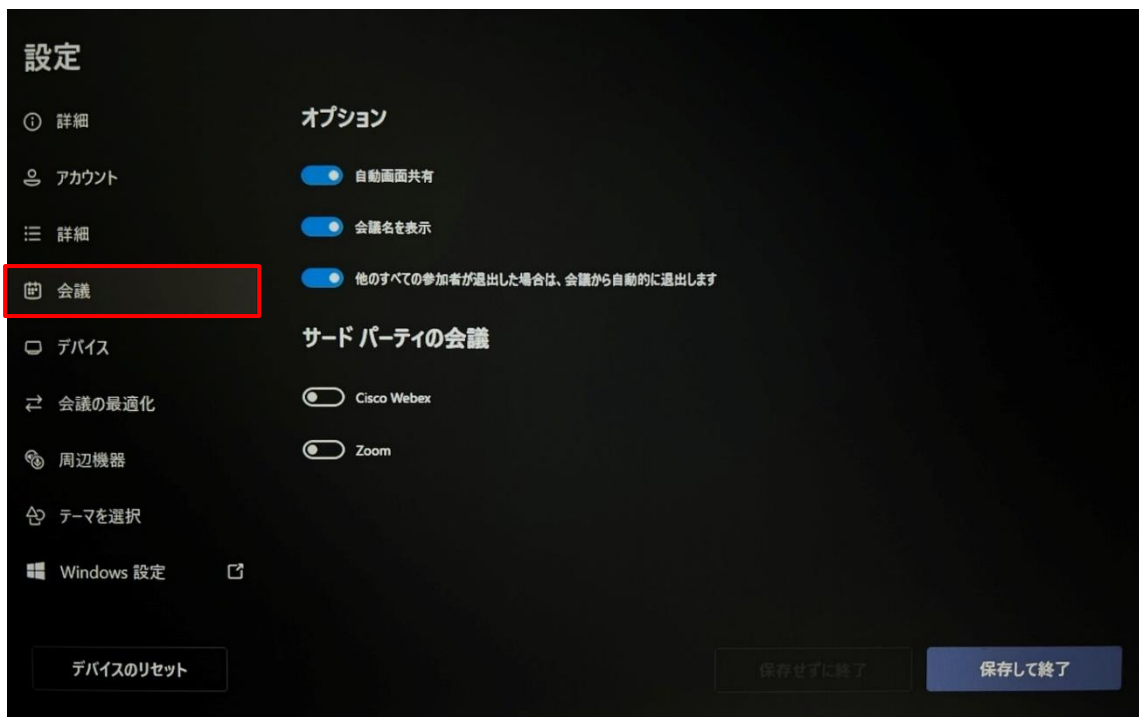 設定
詳細
アカウント
詳細
会議
デバイス
会議の最適化
周辺機器
テーマを選択
Windows 設定
デバイスのリセット
オプション
自動画面共有
会議名を表示
他のすべての参加者が退出した場合は、会議から自動的に退出します
サード パーティの会議
Cisco Webex
Zoom
保存せずに終了
保存して終了